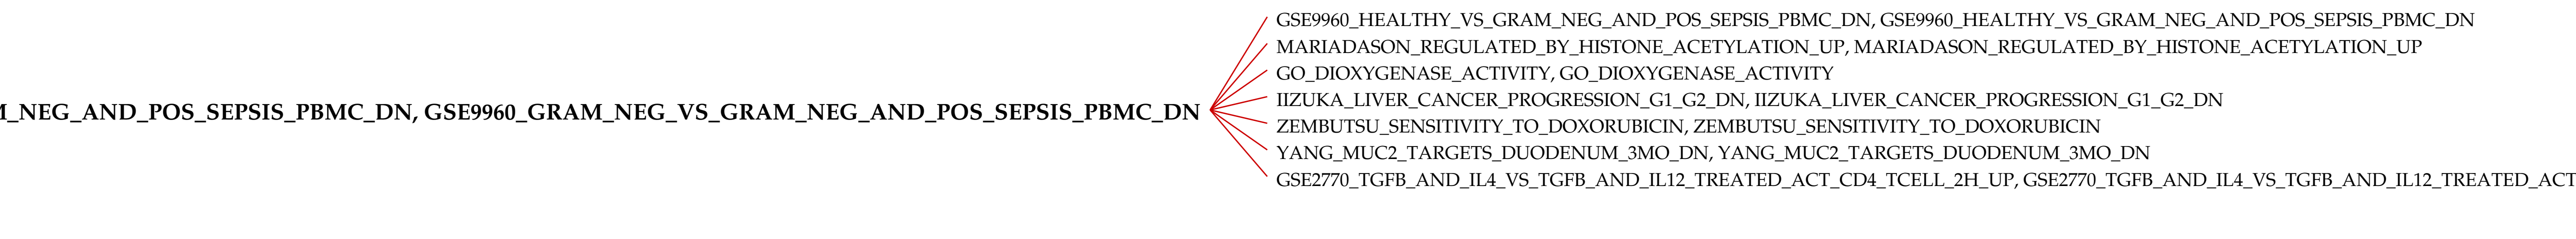 GSE9960_HEALTHY_VS_GRAM_NEG_AND_POS_SEPSIS_PBMC_DN, GSE9960_HEALTHY_VS_GRAM_NEG_AND_POS_SEPSIS_PBMC_DN
MARIADASON_REGULATED_BY_HISTONE_ACETYLATION_UP, MARIADASON_REGULATED_BY_HISTONE_ACETYLATION_UP
GO_DIOXYGENASE_ACTIVITY, GO_DIOXYGENASE_ACTIVITY
IIZUKA_LIVER_CANCER_PROGRESSION_G1_G2_DN, IIZUKA_LIVER_CANCER_PROGRESSION_G1_G2_DN
M_NEG_AND_POS_SEPSIS_PBMC_DN, GSE9960_GRAM_NEG_VS_GRAM_NEG_AND_POS_SEPSIS_PBMC_DN
ZEMBUTSU_SENSITIVITY_TO_DOXORUBICIN, ZEMBUTSU_SENSITIVITY_TO_DOXORUBICIN
YANG_MUC2_TARGETS_DUODENUM_3MO_DN, YANG_MUC2_TARGETS_DUODENUM_3MO_DN
GSE2770_TGFB_AND_IL4_VS_TGFB_AND_IL12_TREATED_ACT_CD4_TCELL_2H_UP, GSE2770_TGFB_AND_IL4_VS_TGFB_AND_IL12_TREATED_ACT